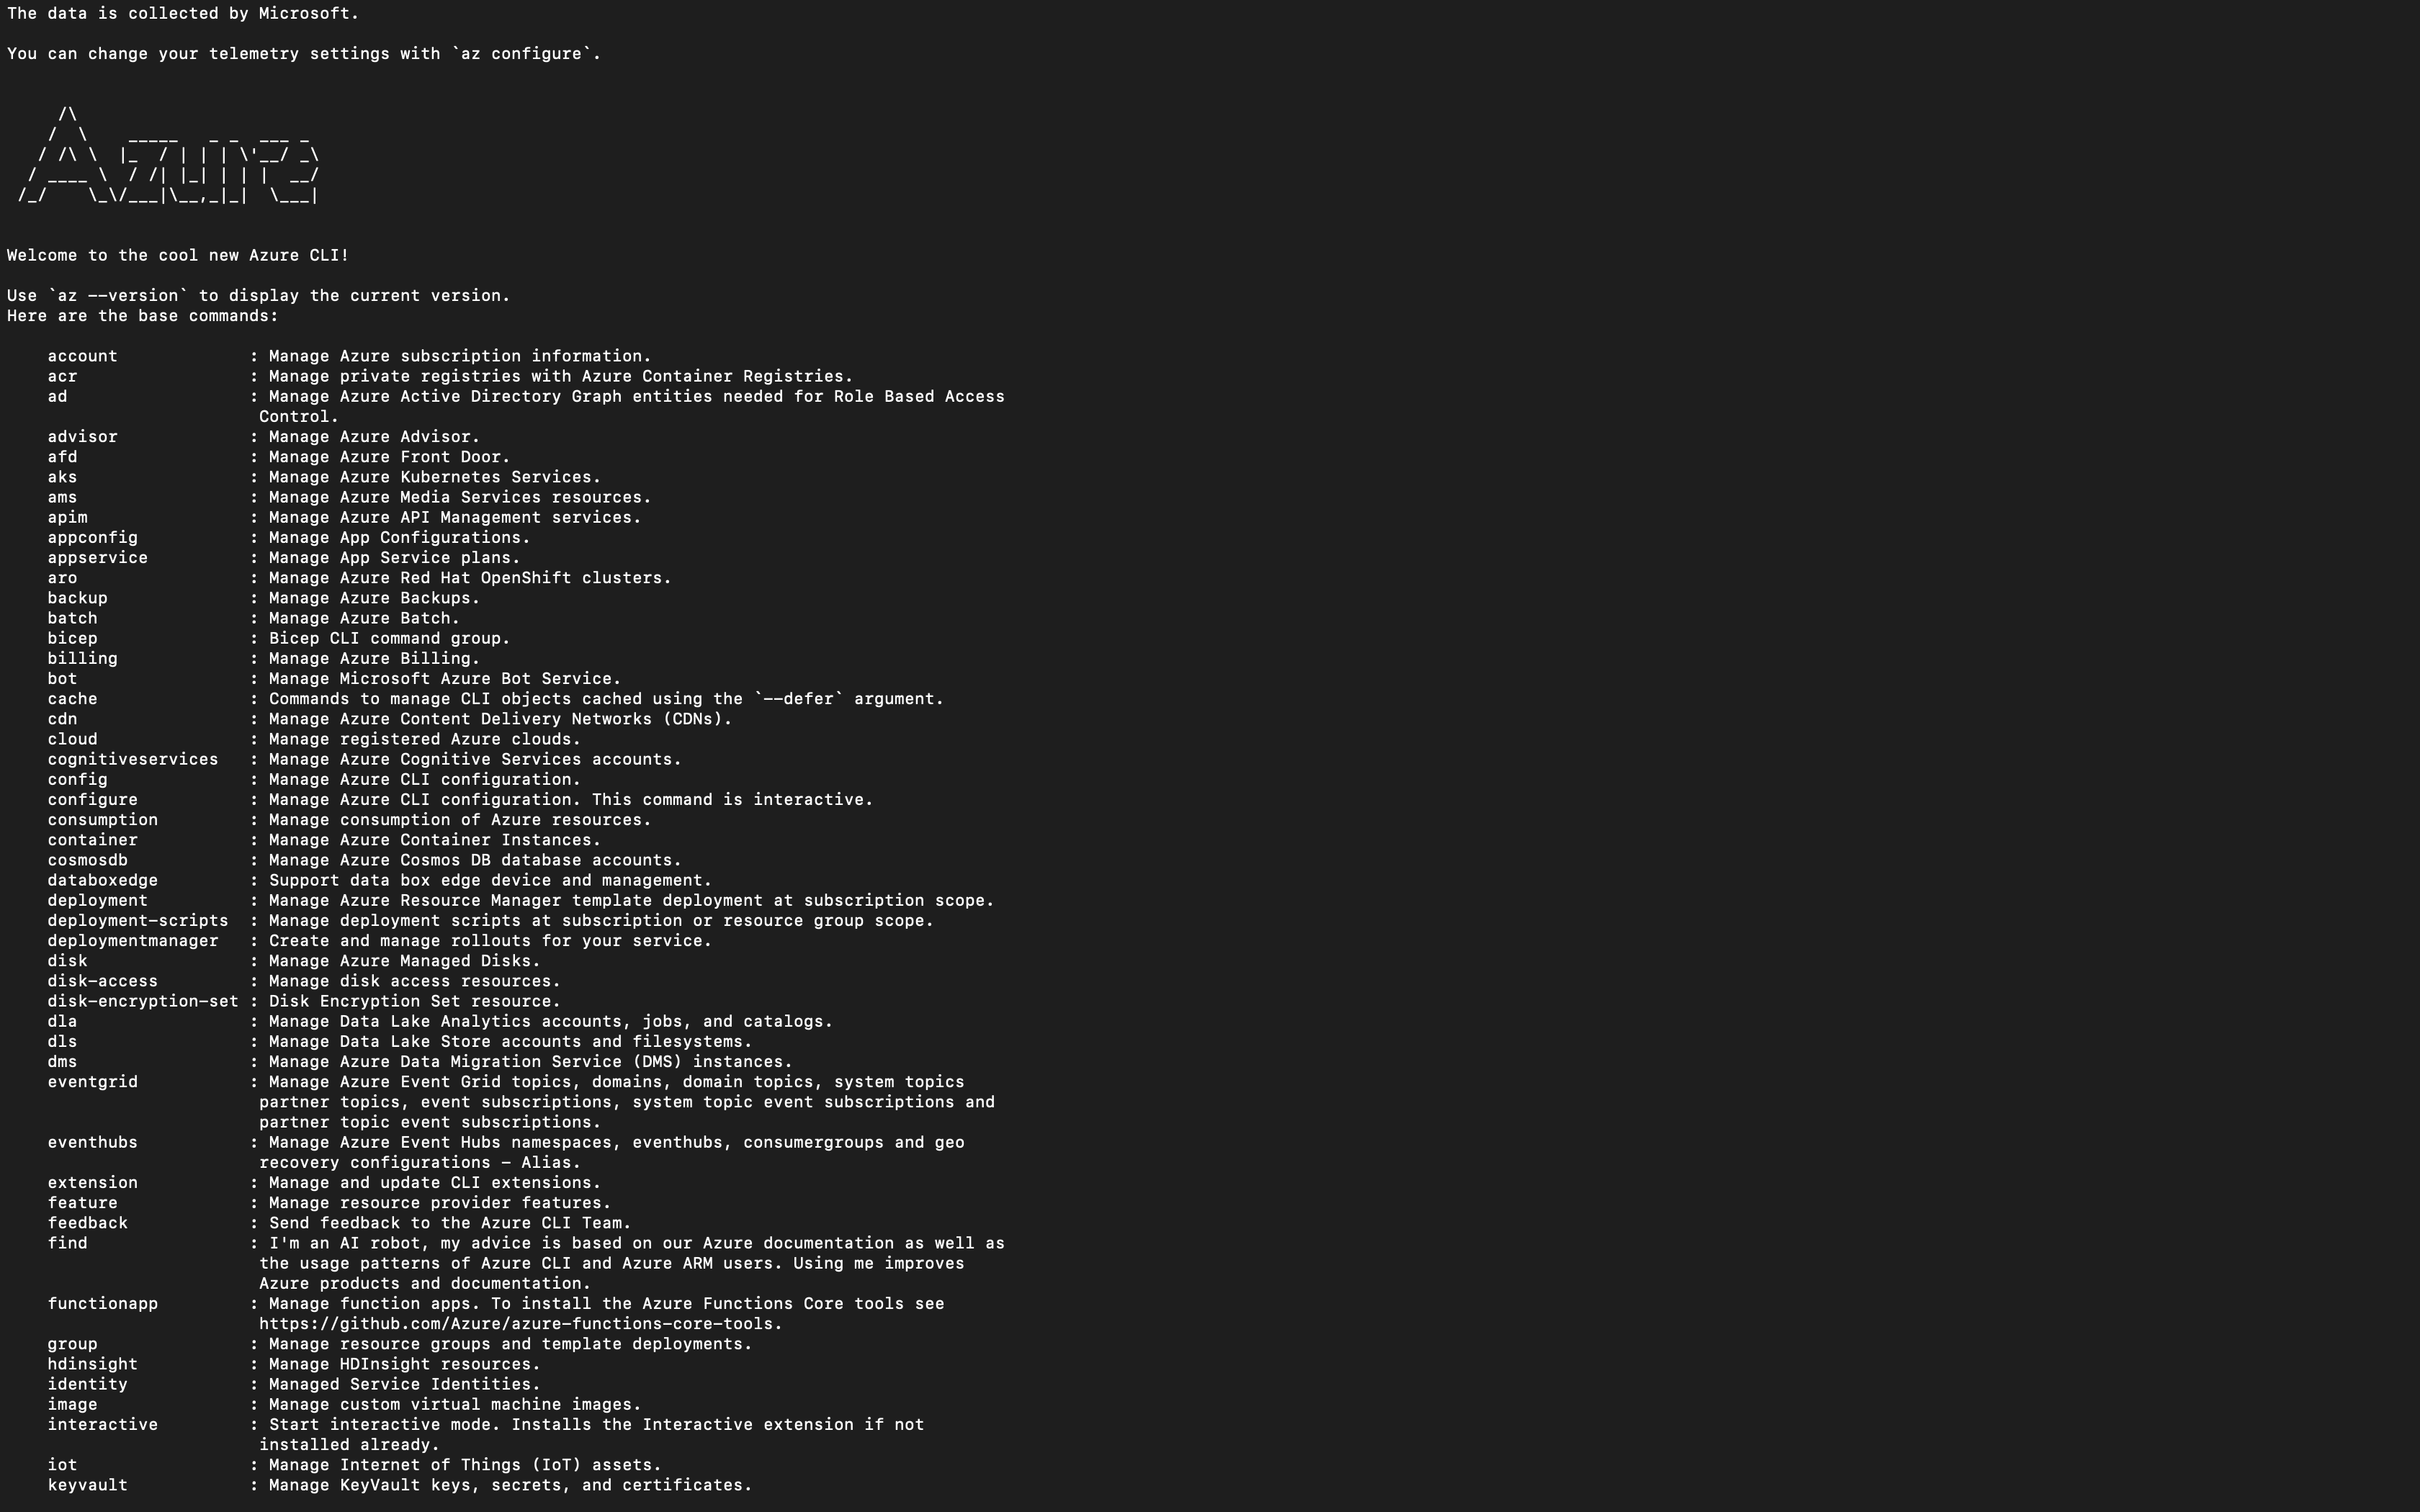 The data is collected by Microsoft.
You can change your telemetry settings with `az configure`.
     /\
    /  \    _____   _ _  ___ _
   / /\ \  |_  / | | | \'__/ _\
  / ____ \  / /| |_| | | |  __/
 /_/    \_\/___|\__,_|_|  \___|
Welcome to the cool new Azure CLI!
Use `az --version` to display the current version.
Here are the base commands:
    account             : Manage Azure subscription information.
    acr                 : Manage private registries with Azure Container Registries.
    ad                  : Manage Azure Active Directory Graph entities needed for Role Based Access
                         Control.
    advisor             : Manage Azure Advisor.
    afd                 : Manage Azure Front Door.
    aks                 : Manage Azure Kubernetes Services.
    ams                 : Manage Azure Media Services resources.
    apim                : Manage Azure API Management services.
    appconfig           : Manage App Configurations.
    appservice          : Manage App Service plans.
    aro                 : Manage Azure Red Hat OpenShift clusters.
    backup              : Manage Azure Backups.
    batch               : Manage Azure Batch.
    bicep               : Bicep CLI command group.
    billing             : Manage Azure Billing.
    bot                 : Manage Microsoft Azure Bot Service.
    cache               : Commands to manage CLI objects cached using the `--defer` argument.
    cdn                 : Manage Azure Content Delivery Networks (CDNs).
    cloud               : Manage registered Azure clouds.
    cognitiveservices   : Manage Azure Cognitive Services accounts.
    config              : Manage Azure CLI configuration.
    configure           : Manage Azure CLI configuration. This command is interactive.
    consumption         : Manage consumption of Azure resources.
    container           : Manage Azure Container Instances.
    cosmosdb            : Manage Azure Cosmos DB database accounts.
    databoxedge         : Support data box edge device and management.
    deployment          : Manage Azure Resource Manager template deployment at subscription scope.
    deployment-scripts  : Manage deployment scripts at subscription or resource group scope.
    deploymentmanager   : Create and manage rollouts for your service.
    disk                : Manage Azure Managed Disks.
    disk-access         : Manage disk access resources.
    disk-encryption-set : Disk Encryption Set resource.
    dla                 : Manage Data Lake Analytics accounts, jobs, and catalogs.
    dls                 : Manage Data Lake Store accounts and filesystems.
    dms                 : Manage Azure Data Migration Service (DMS) instances.
    eventgrid           : Manage Azure Event Grid topics, domains, domain topics, system topics
                         partner topics, event subscriptions, system topic event subscriptions and
                         partner topic event subscriptions.
    eventhubs           : Manage Azure Event Hubs namespaces, eventhubs, consumergroups and geo
                         recovery configurations - Alias.
    extension           : Manage and update CLI extensions.
    feature             : Manage resource provider features.
    feedback            : Send feedback to the Azure CLI Team.
    find                : I'm an AI robot, my advice is based on our Azure documentation as well as
                         the usage patterns of Azure CLI and Azure ARM users. Using me improves
                         Azure products and documentation.
    functionapp         : Manage function apps. To install the Azure Functions Core tools see
                         https://github.com/Azure/azure-functions-core-tools.
    group               : Manage resource groups and template deployments.
    hdinsight           : Manage HDInsight resources.
    identity            : Managed Service Identities.
    image               : Manage custom virtual machine images.
    interactive         : Start interactive mode. Installs the Interactive extension if not
                         installed already.
    iot                 : Manage Internet of Things (IoT) assets.
    keyvault            : Manage KeyVault keys, secrets, and certificates.